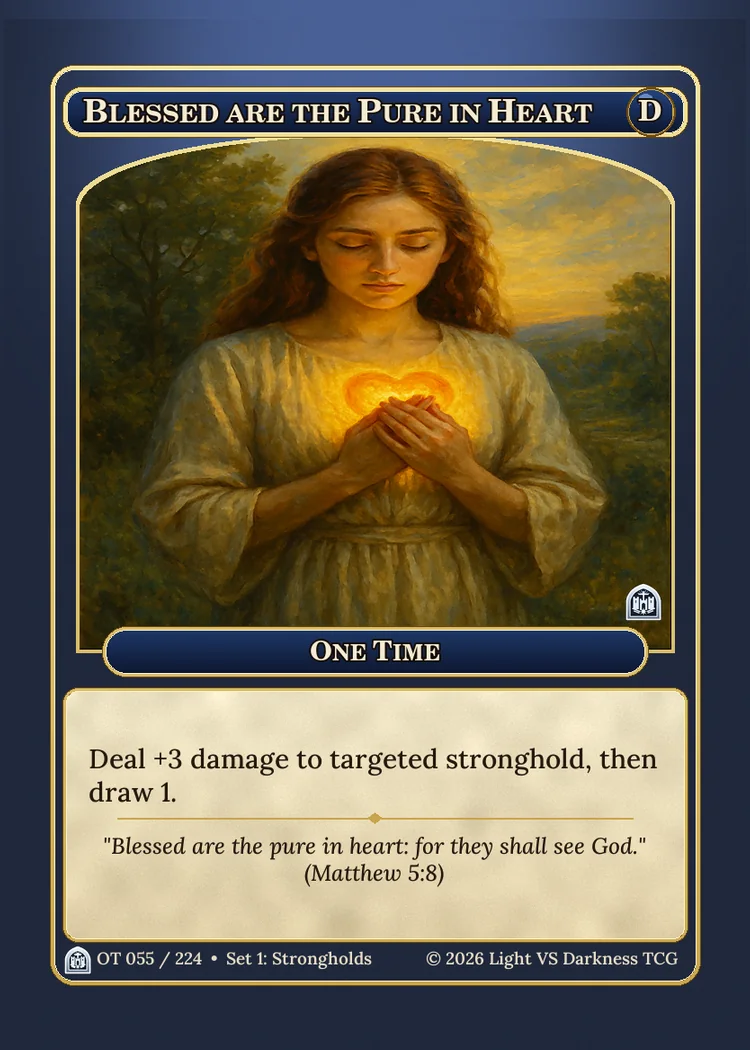 Blessed are the Pure in Heart D
One Time
Deal +3 damage to targeted stronghold, then
draw 1.
"Blessed are the pure in heart: for they shall see God."
(Matthew 5:8)
OT 055 / 224 • Set 1: Strongholds © 2026 Light VS Darkness TCG